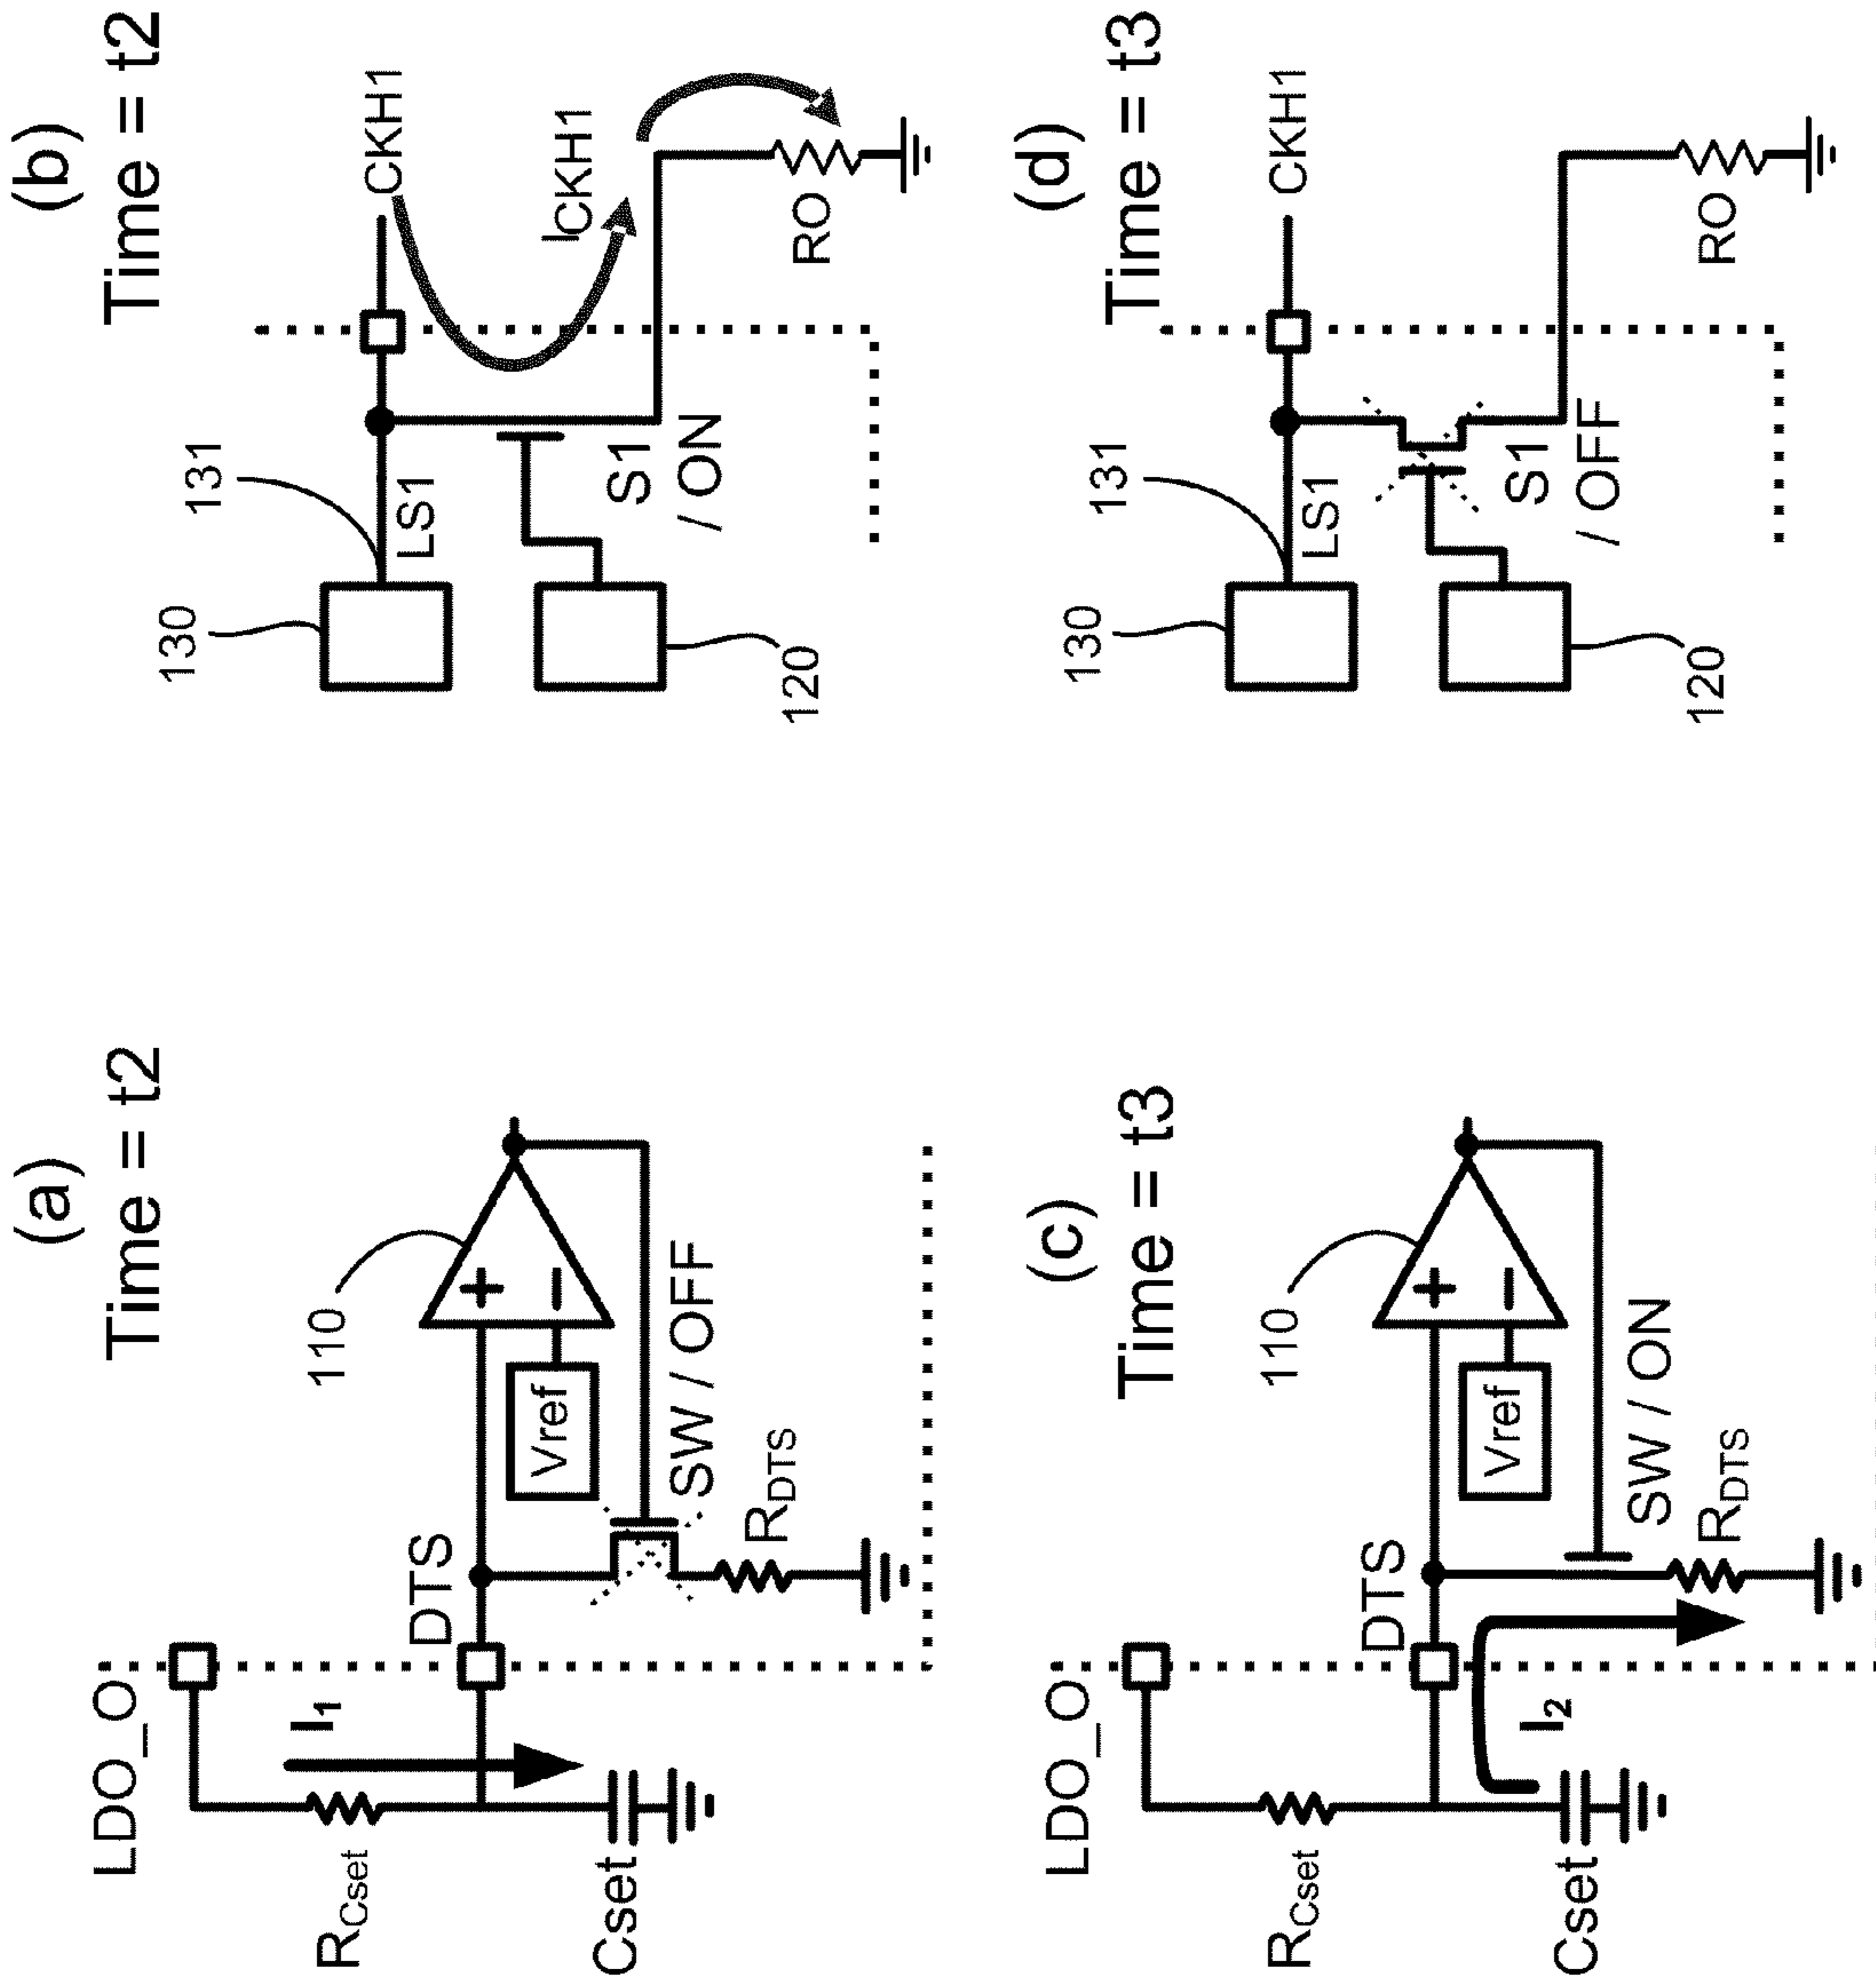 (a)
Time = t2
LDO_O
I1
RCset
Cset
DTS
110
+
−
Vref
SW / OFF
RDTS
(b)
Time = t2
130
131
LS1
CKH1
ICKH1
S1
/ ON
120
RO
(c)
Time = t3
LDO_O
RCset
Cset
I2
DTS
110
+
−
Vref
SW / ON
RDTS
(d)
Time = t3
130
131
LS1
CKH1
S1
/ OFF
120
RO